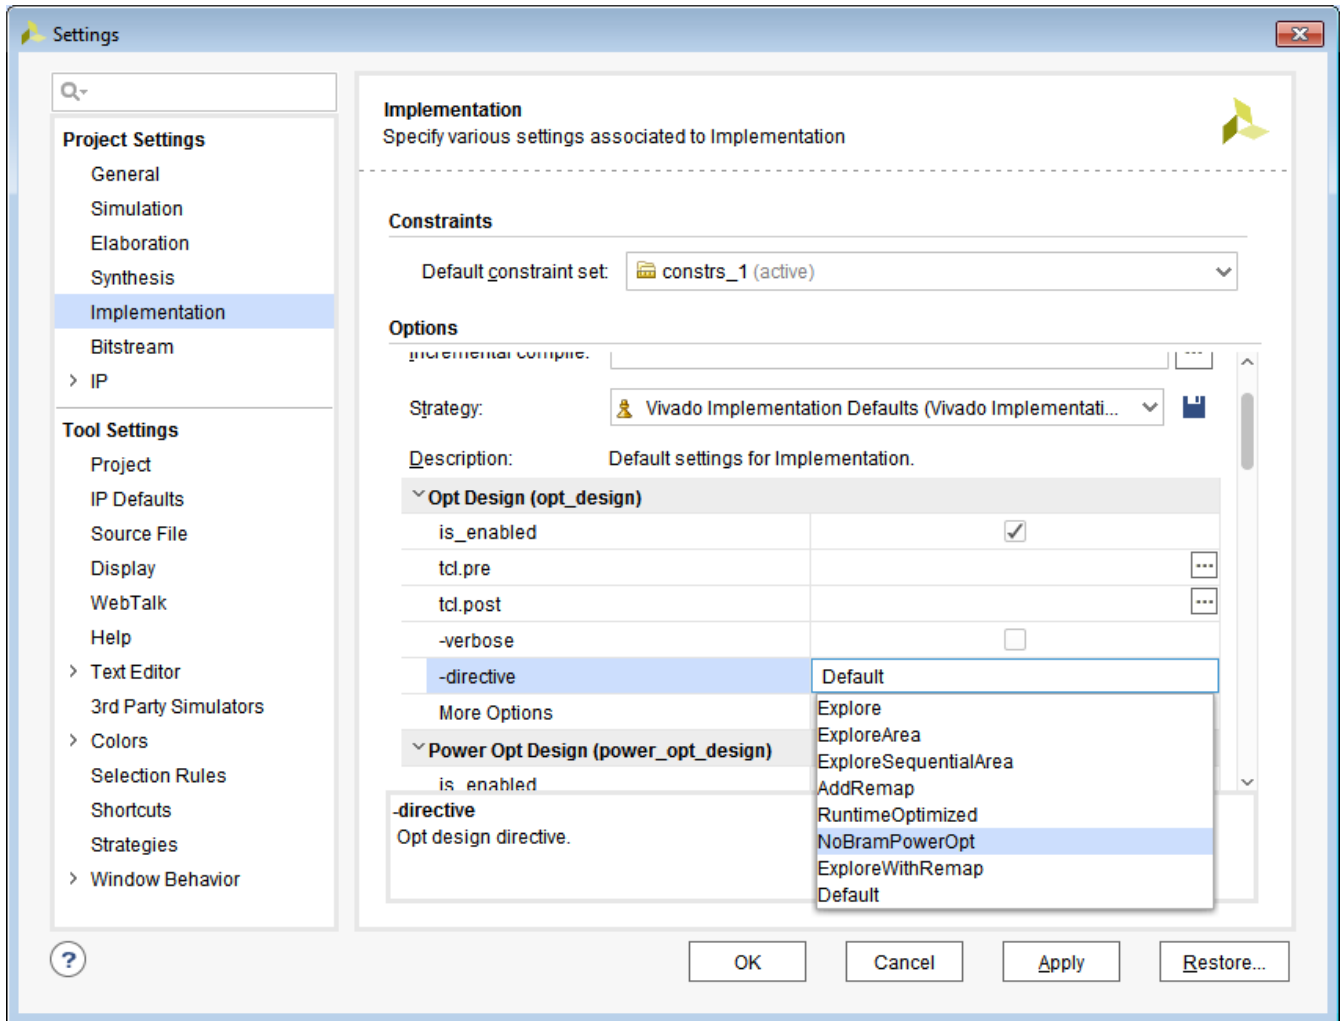 Settings
Project Settings
General
Simulation
Elaboration
Synthesis
Implementation
Bitstream
IP
Tool Settings
Project
IP Defaults
Source File
Display
WebTalk
Help
Text Editor
3rd Party Simulators
Colors
Selection Rules
Shortcuts
Strategies
Window Behavior
Implementation
Specify various settings associated to Implementation
Constraints
Default constraint set: constrs_1 (active)
Options
Incremental compile: ...
Strategy: Vivado Implementation Defaults (Vivado Implementati...
Description: Default settings for Implementation.
Opt Design (opt_design)
is_enabled
tcl.pre ...
tcl.post ...
-verbose
-directive Default
More Options
Power Opt Design (power_opt_design)
is_enabled
Explore
ExploreArea
ExploreSequentialArea
AddRemap
RuntimeOptimized
NoBramPowerOpt
ExploreWithRemap
Default
-directive
Opt design directive.
?
OK Cancel Apply Restore...